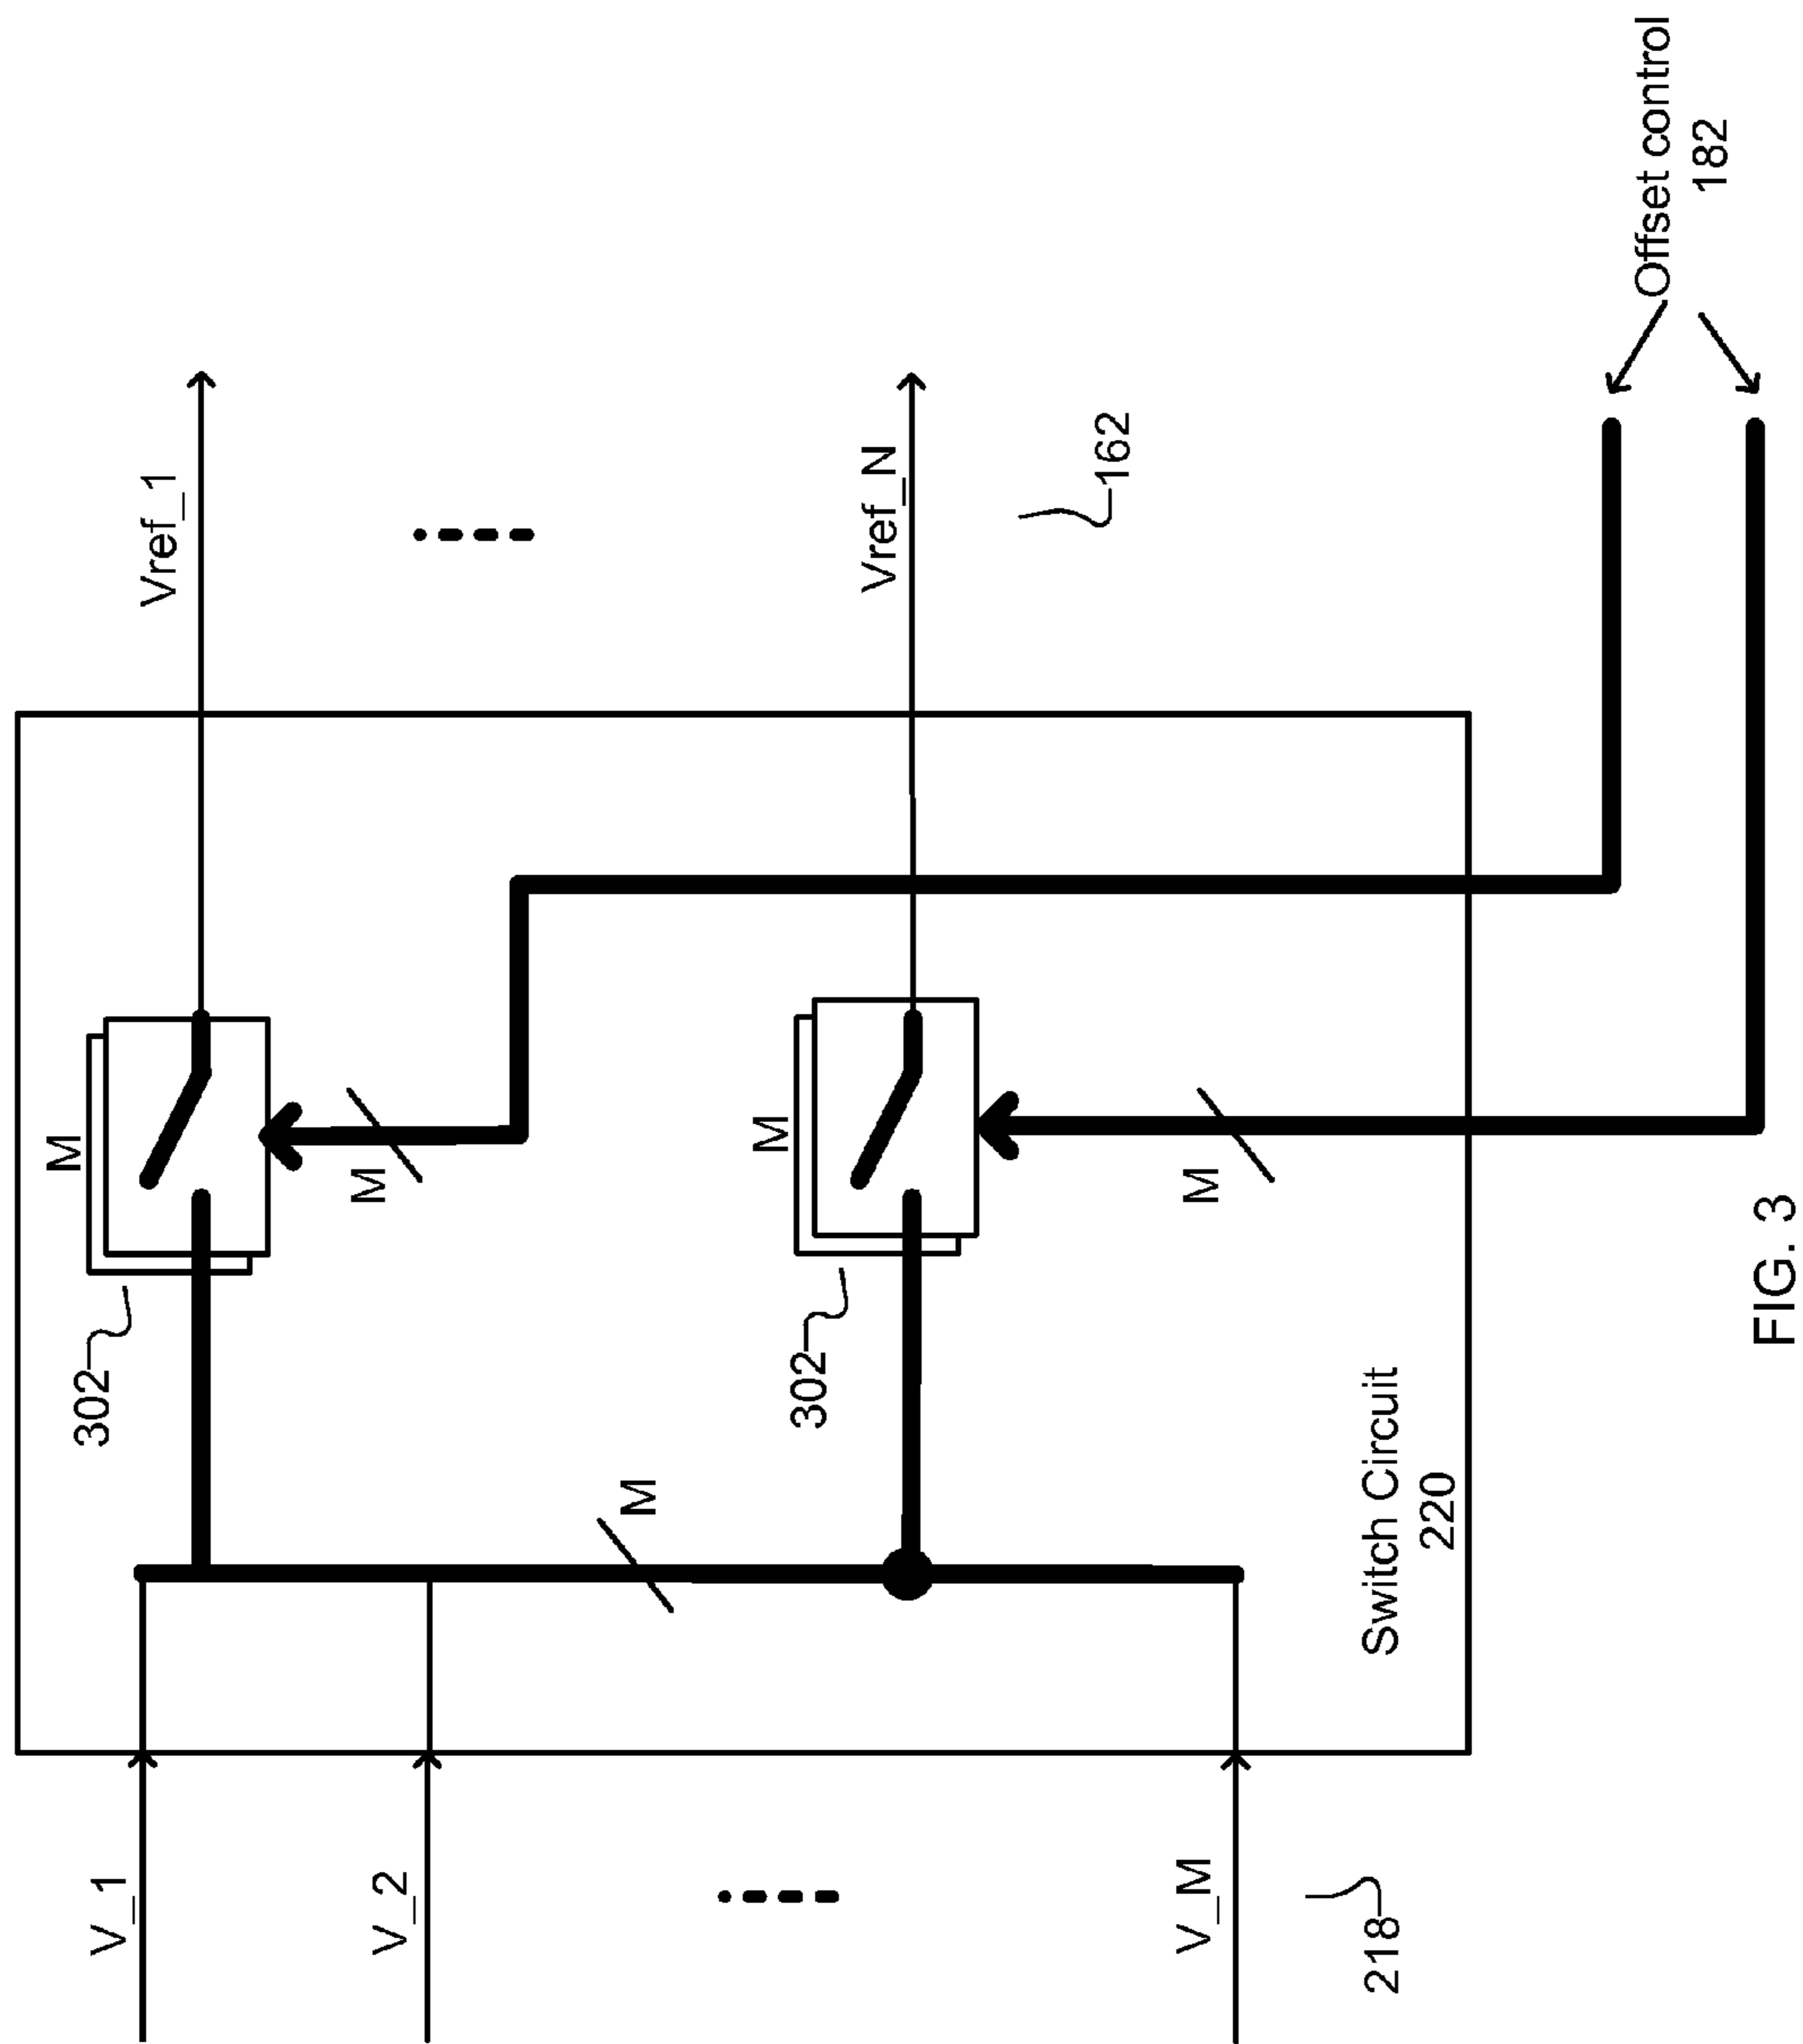 V_1
V_2
V_M
218
M
302
M
M
302
M
M
Switch Circuit
220
Vref_1
Vref_N
162
Offset control
182
FIG. 3